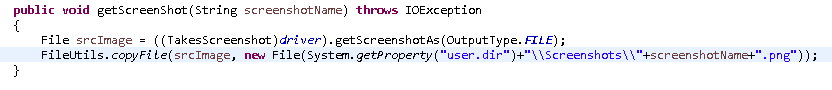 public void getScreenShot(String screenshotName) throws IOException
{
File srcImage = ((TakesScreenshot)driver).getScreenshotAs(OutputType.FILE);
FileUtils.copyFile(srcImage, new File(System.getProperty("user.dir")+"\\Screenshots\\"+screenshotName+".png"));
}